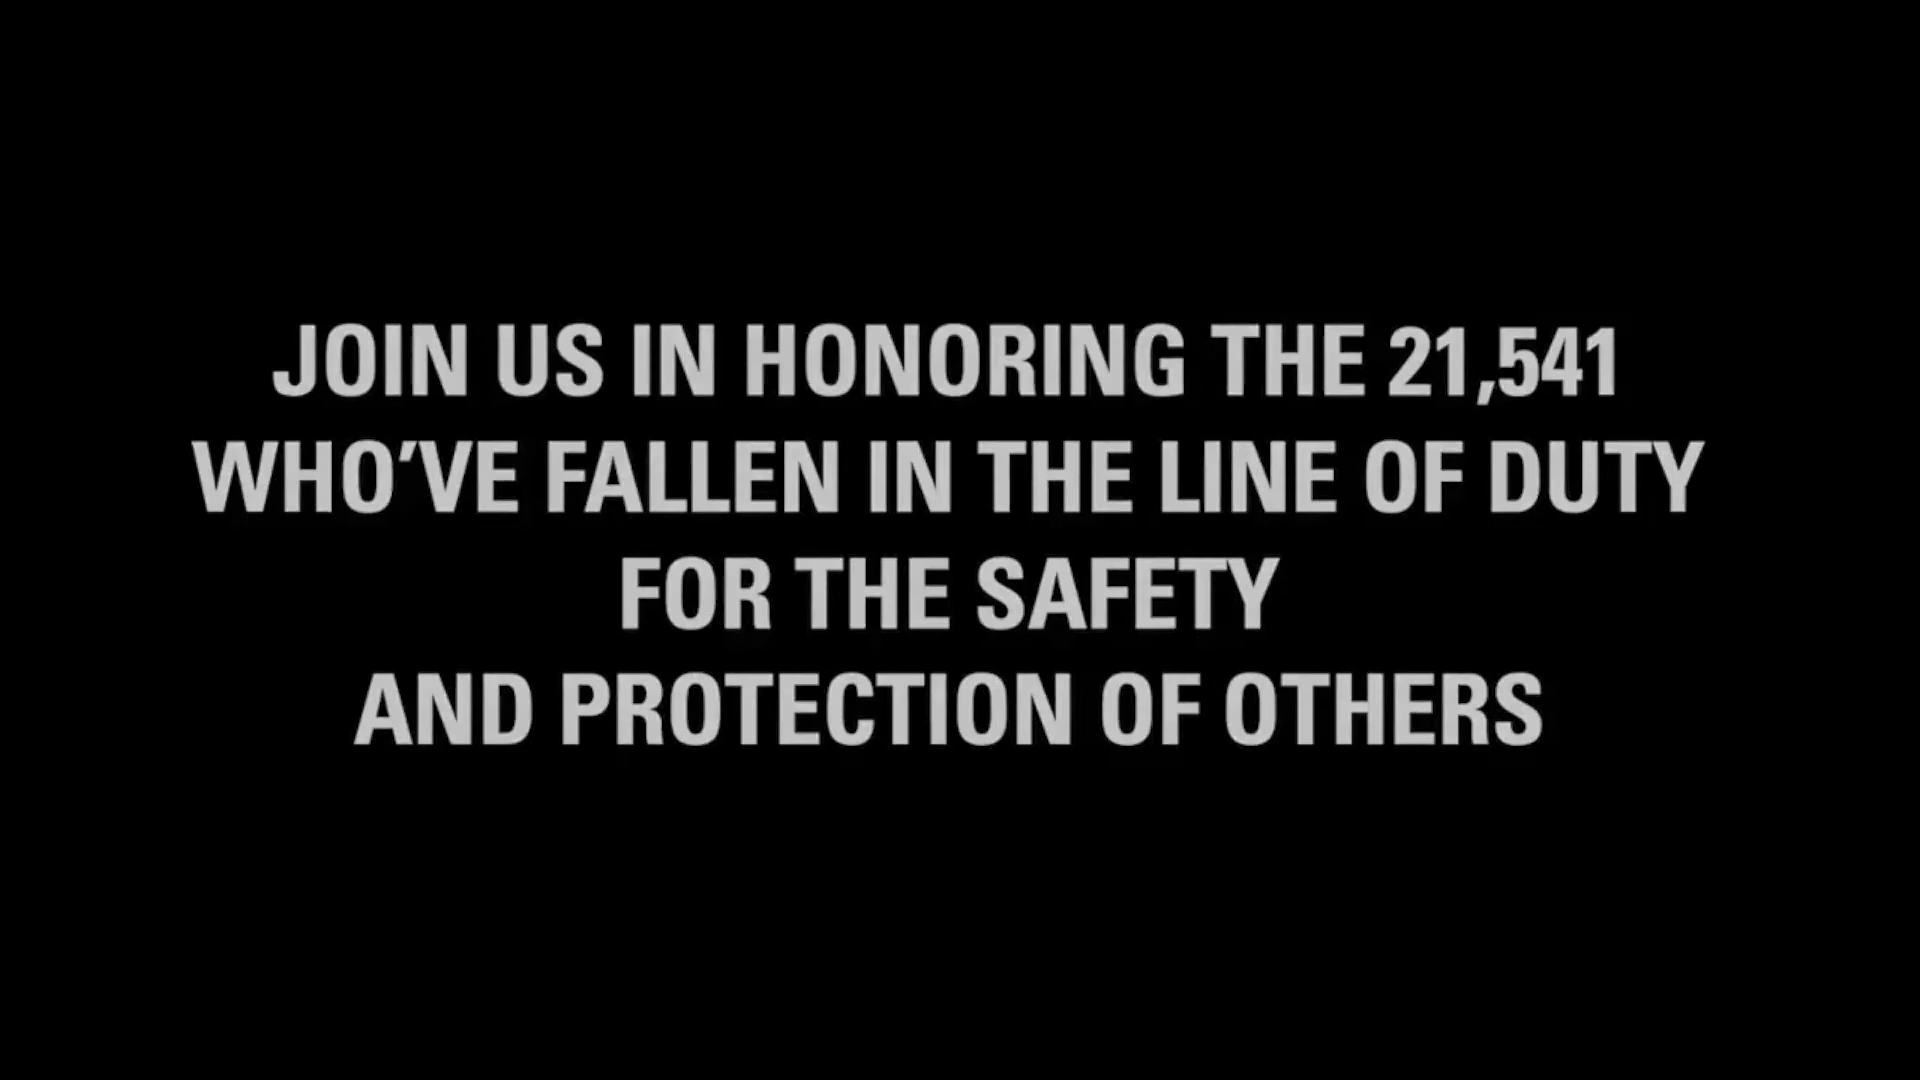 JOIN US IN HONORING THE 21,541
WHO’VE FALLEN IN THE LINE OF DUTY
FOR THE SAFETY
AND PROTECTION OF OTHERS